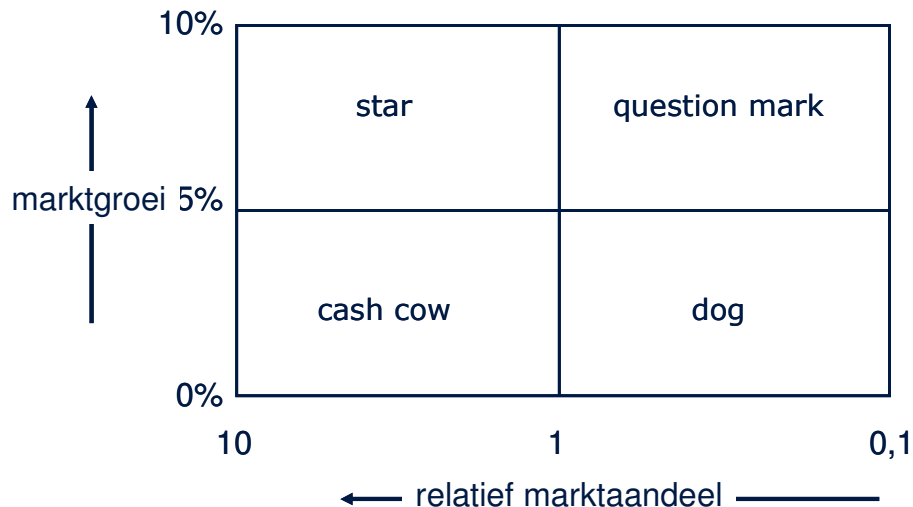 10%
star
question mark
marktgroei
5%
cash cow
dog
0%
10
1
0,1
relatief marktaandeel